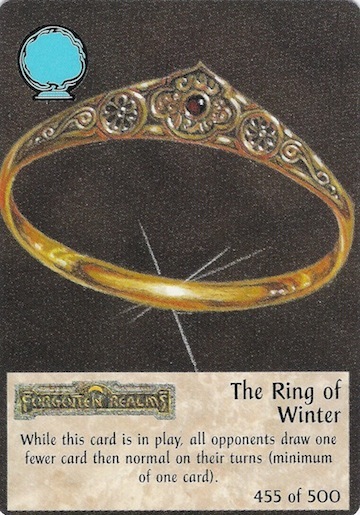 FORGOTTEN REALMS
The Ring of
Winter
While this card is in play, all opponents draw one
fewer card then normal on their turns (minimum
of one card).
455 of 500